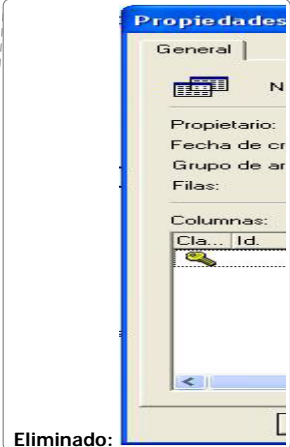 Propiedades
General
N
Propietario:
Fecha de cr
Grupo de ar
Filas:
Columnas:
Cla... Id.
Eliminado: